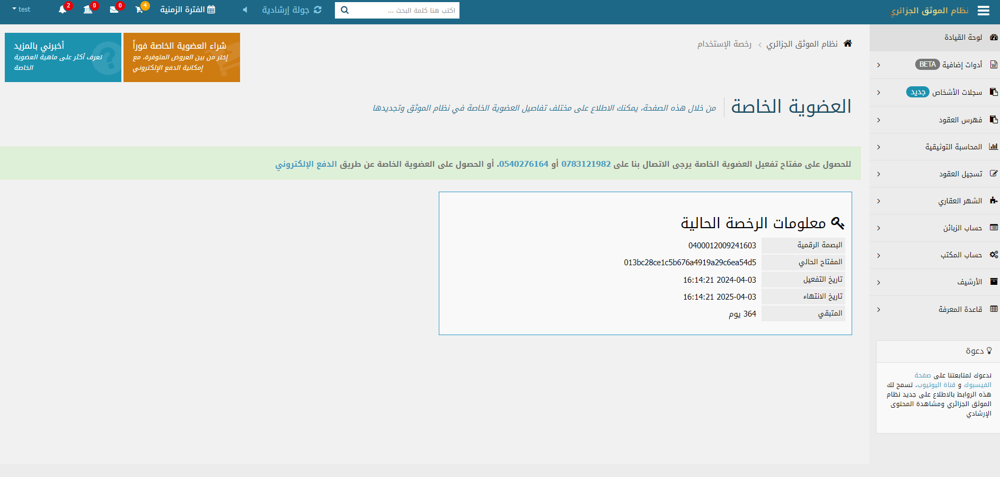 نظام الموثق الجزائري
اكتب هنا كلمة البحث ...
جولة إرشادية
الفترة الزمنية
4
0
0
2
test
لوحة القيادة
أدوات إضافية BETA
سجلات الأشخاص جديد
فهرس العقود
المحاسبة التوثيقية
تسجيل العقود
الشهر العقاري
حساب الزبائن
حساب المكتب
الأرشيف
قاعدة المعرفة
دعوة
ندعوك لمتابعتنا على صفحة
الفيسبوك و قناة اليوتيوب. تسمح لك
هذه الروابط بالاطلاع على جديد نظام
الموثق الجزائري ومشاهدة المحتوى
الإرشادي
نظام الموثق الجزائري
رخصة الإستخدام
شراء العضوية الخاصة فوراً
إختر من بين العروض المتوفرة، مع
إمكانية الدفع الإلكتروني
أخبرني بالمزيد
تعرف أكثر على ماهية العضوية
الخاصة
العضوية الخاصة
من خلال هذه الصفحة، يمكنك الاطلاع على مختلف تفاصيل العضوية الخاصة في نظام الموثق وتجديدها
للحصول على مفتاح تفعيل العضوية الخاصة يرجى الاتصال بنا على 0783121982 أو 0540276164. أو الحصول على العضوية الخاصة عن طريق الدفع الإلكتروني
معلومات الرخصة الحالية
البصمة الرقمية 0400012009241603
المفتاح الحالي 013bc28ce1c5b676a4919a29c6ea54d5
تاريخ التفعيل 2024-04-03 16:14:21
تاريخ الانتهاء 2025-04-03 16:14:21
المتبقي 364 يوم